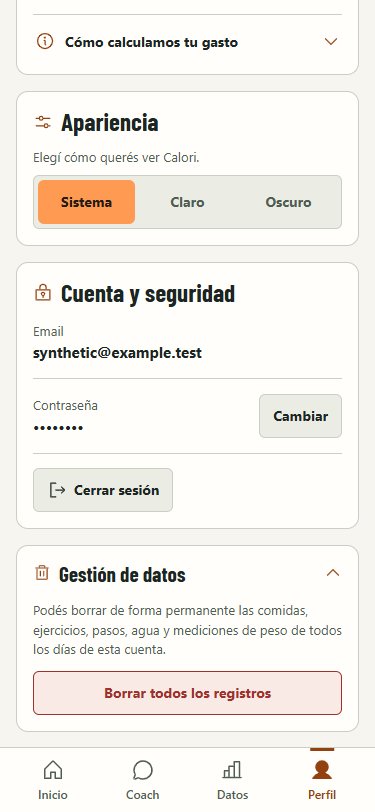 Cómo calculamos tu gasto
Apariencia
Elegí cómo querés ver Calori.
Sistema
Claro
Oscuro
Cuenta y seguridad
Email
synthetic@example.test
Contraseña
••••••••
Cambiar
Cerrar sesión
Gestión de datos
Podés borrar de forma permanente las comidas,
ejercicios, pasos, agua y mediciones de peso de todos
los días de esta cuenta.
Borrar todos los registros
Inicio
Coach
Datos
Perfil